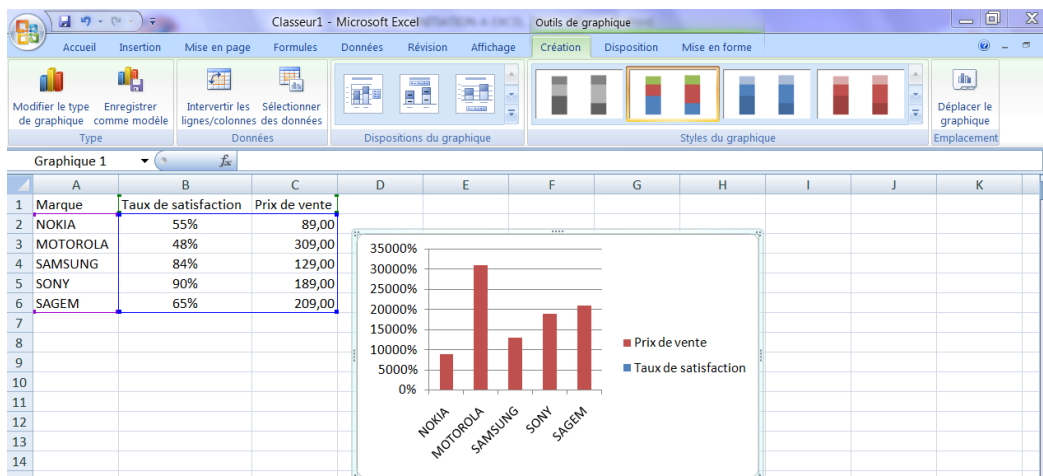 Classeur1 - Microsoft Excel
Outils de graphique
Accueil Insertion Mise en page Formules Données Révision Affichage Création Disposition Mise en forme
Modifier le type de graphique
Enregistrer comme modèle
Type
Intervertir les lignes/colonnes
Sélectionner des données
Données
Dispositions du graphique
Styles du graphique
Déplacer le graphique
Emplacement
Graphique 1 fx
A B C D E F G H I J K
1 Marque Taux de satisfaction Prix de vente
2 NOKIA 55% 89,00
3 MOTOROLA 48% 309,00
4 SAMSUNG 84% 129,00
5 SONY 90% 189,00
6 SAGEM 65% 209,00
7
8
9
10
11
12
13
14
35000%
30000%
25000%
20000%
15000%
10000%
5000%
0%
NOKIA MOTOROLA SAMSUNG SONY SAGEM
Prix de vente
Taux de satisfaction